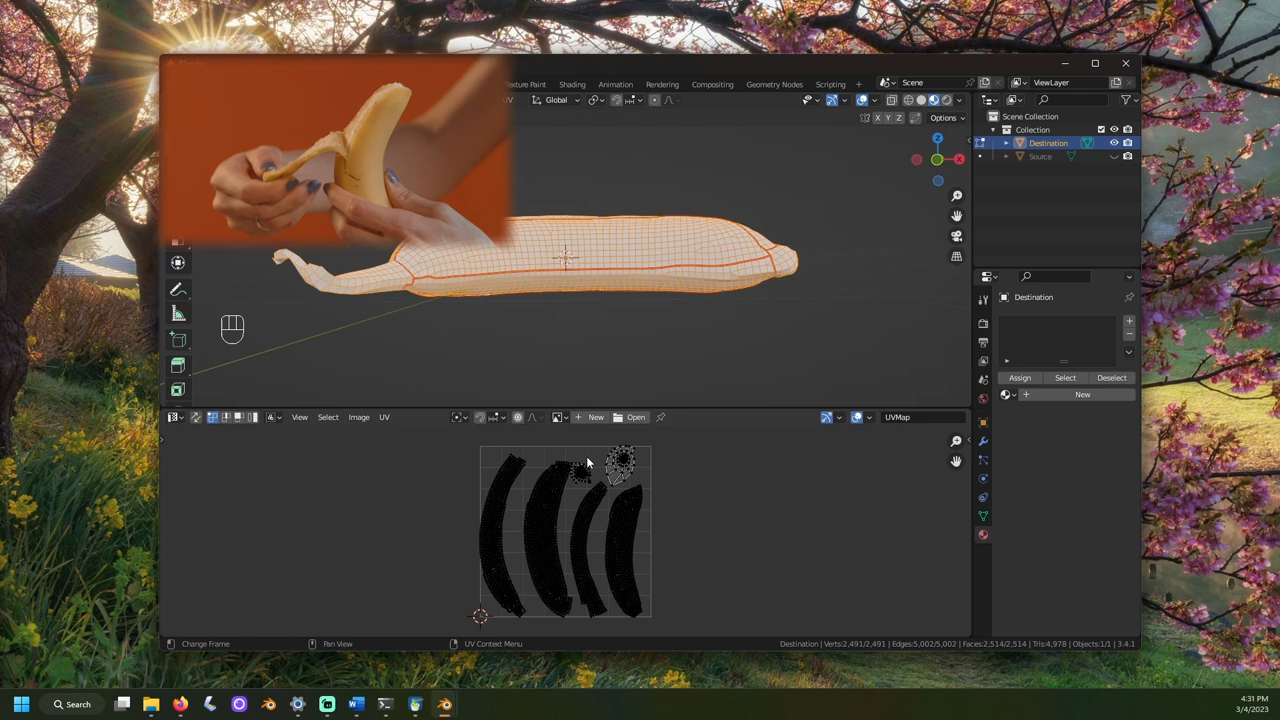 Texture Paint Shading Animation Rendering Compositing Geometry Nodes Scripting + Scene ViewLayer
UV Global X Y Z Options
Scene Collection
Collection
Destination
Source
Z
X
Destination
+
−
Assign Select Deselect
+ New
View Select Image UV + New Open UVMap
Change Frame Pan View UV Context Menu Destination | Verts:2,491/2,491 | Edges:5,002/5,002 | Faces:2,514/2,514 | Tris:4,978 | Objects:1/1 | 3.4.1
Search 4:31 PM
3/4/2023